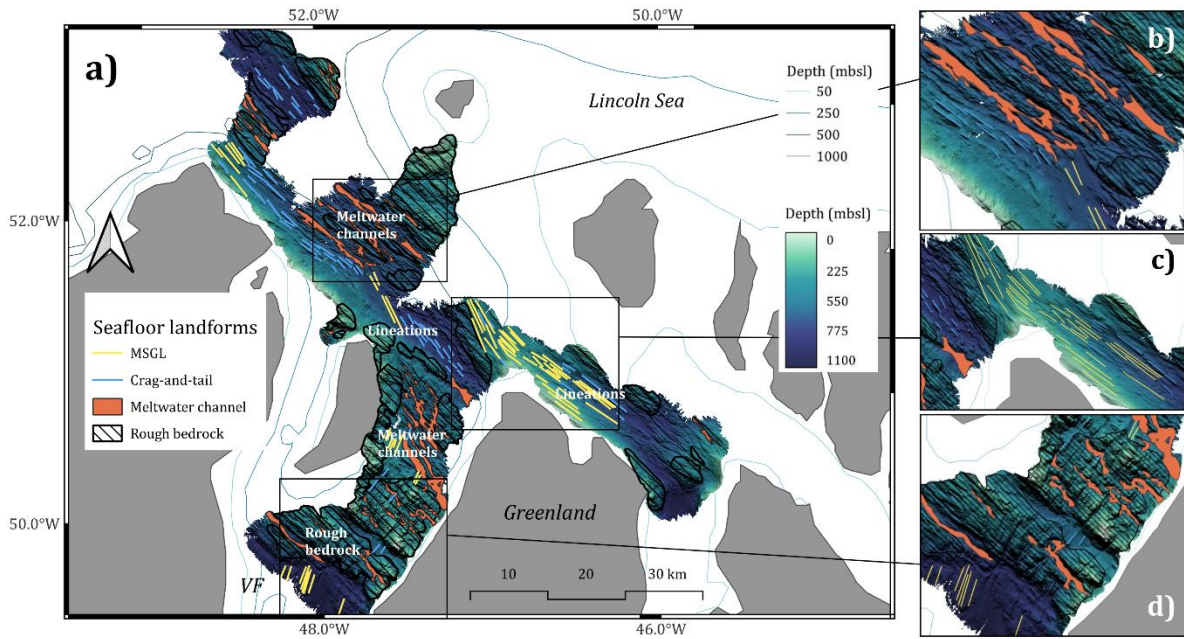 52.0°W
50.0°W
a)
Depth (mbsl)
50
250
500
1000
Lincoln Sea
b)
52.0°W
Meltwater
channels
Depth (mbsl)
0
225
550
775
1100
c)
Seafloor landforms
MSGL
Crag-and-tail
Meltwater channel
Rough bedrock
Lineations
Lineations
Meltwater
channels
d)
50.0°W
Greenland
Rough
bedrock
VF
10
20
30 km
48.0°W
46.0°W